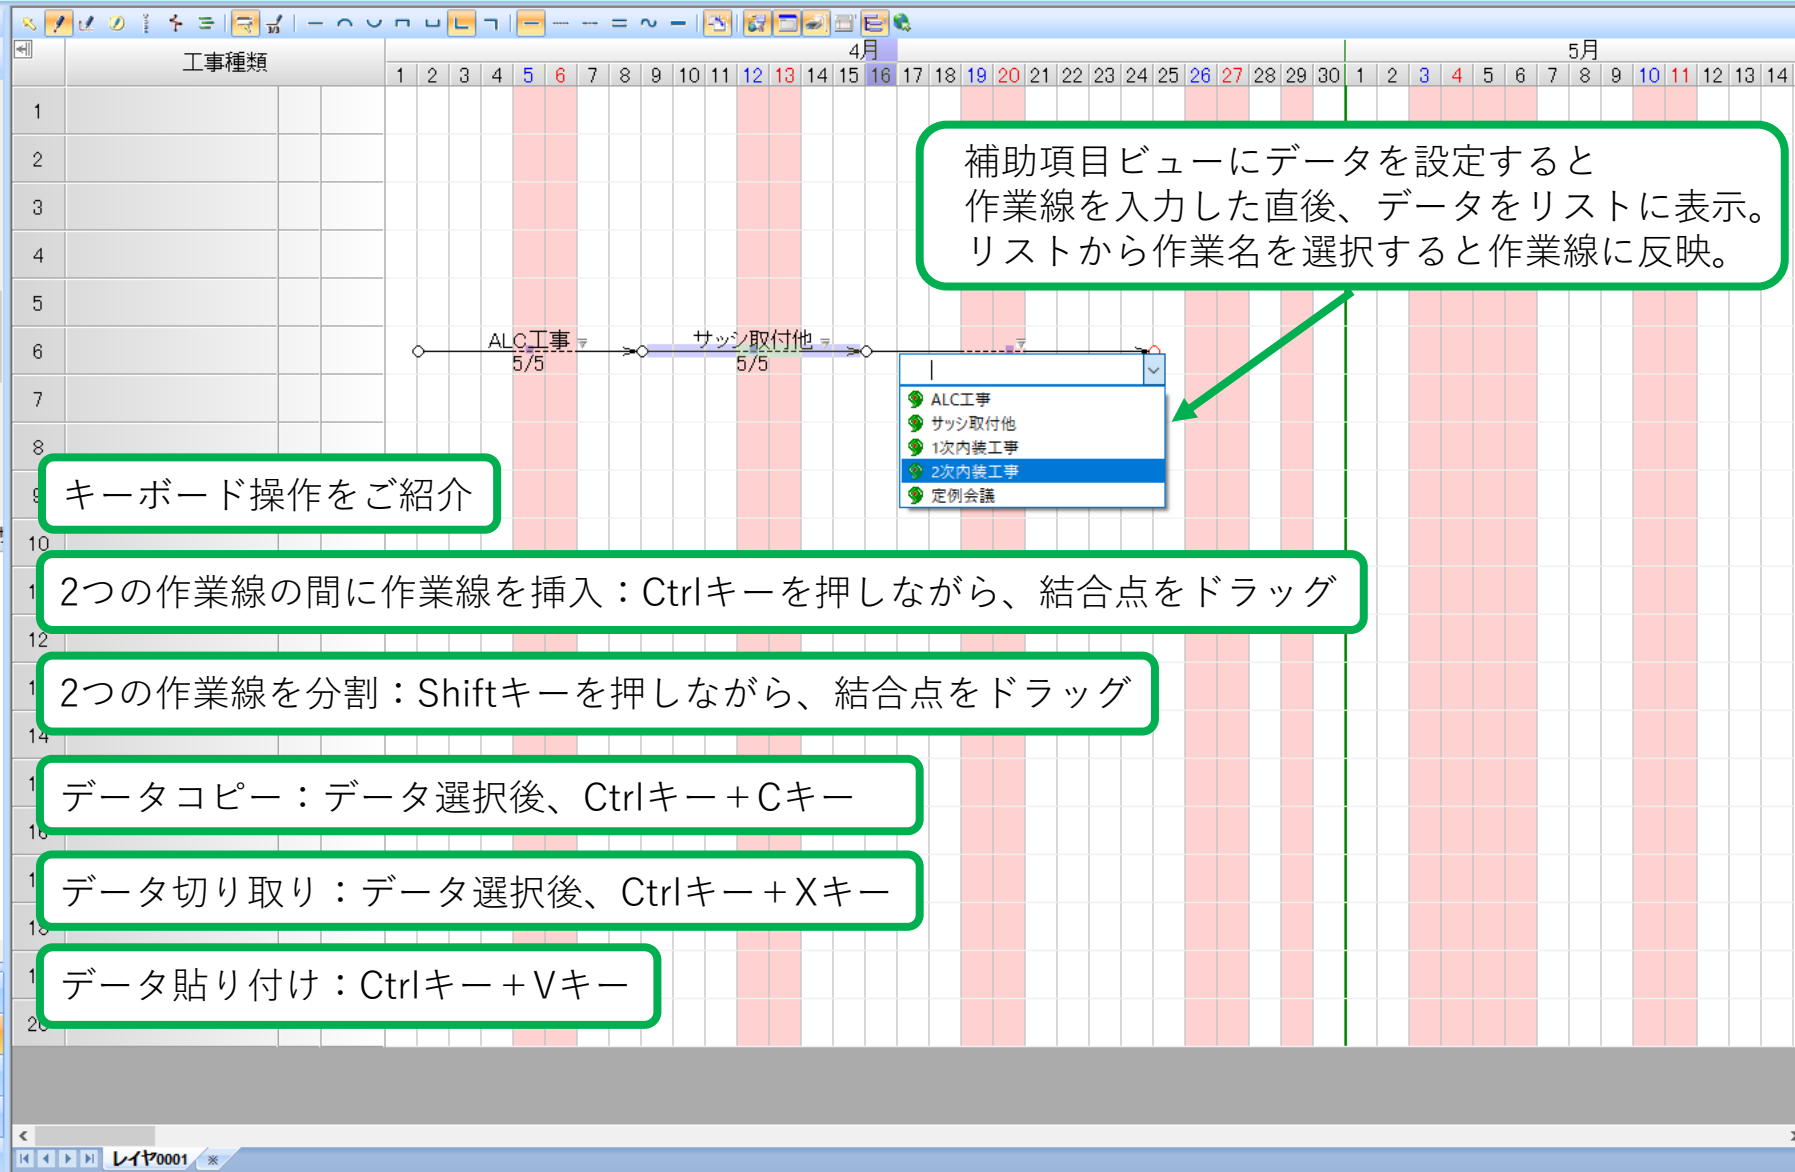 工事種類
4月
5月
1 2 3 4 5 6 7 8 9 10 11 12 13 14 15 16 17 18 19 20 21 22 23 24 25 26 27 28 29 30 1 2 3 4 5 6 7 8 9 10 11 12 13 14
1
2
3
4
5
6
7
8
10
12
14
16
18
20
補助項目ビューにデータを設定すると
作業線を入力した直後、データをリストに表示。
リストから作業名を選択すると作業線に反映。
ALC工事
5/5
サッシ取付他
5/5
ALC工事
サッシ取付他
1次内装工事
2次内装工事
定例会議
キーボード操作をご紹介
2つの作業線の間に作業線を挿入：Ctrlキーを押しながら、結合点をドラッグ
2つの作業線を分割：Shiftキーを押しながら、結合点をドラッグ
データコピー：データ選択後、Ctrlキー＋Cキー
データ切り取り：データ選択後、Ctrlキー＋Xキー
データ貼り付け：Ctrlキー＋Vキー
レイヤ0001
※